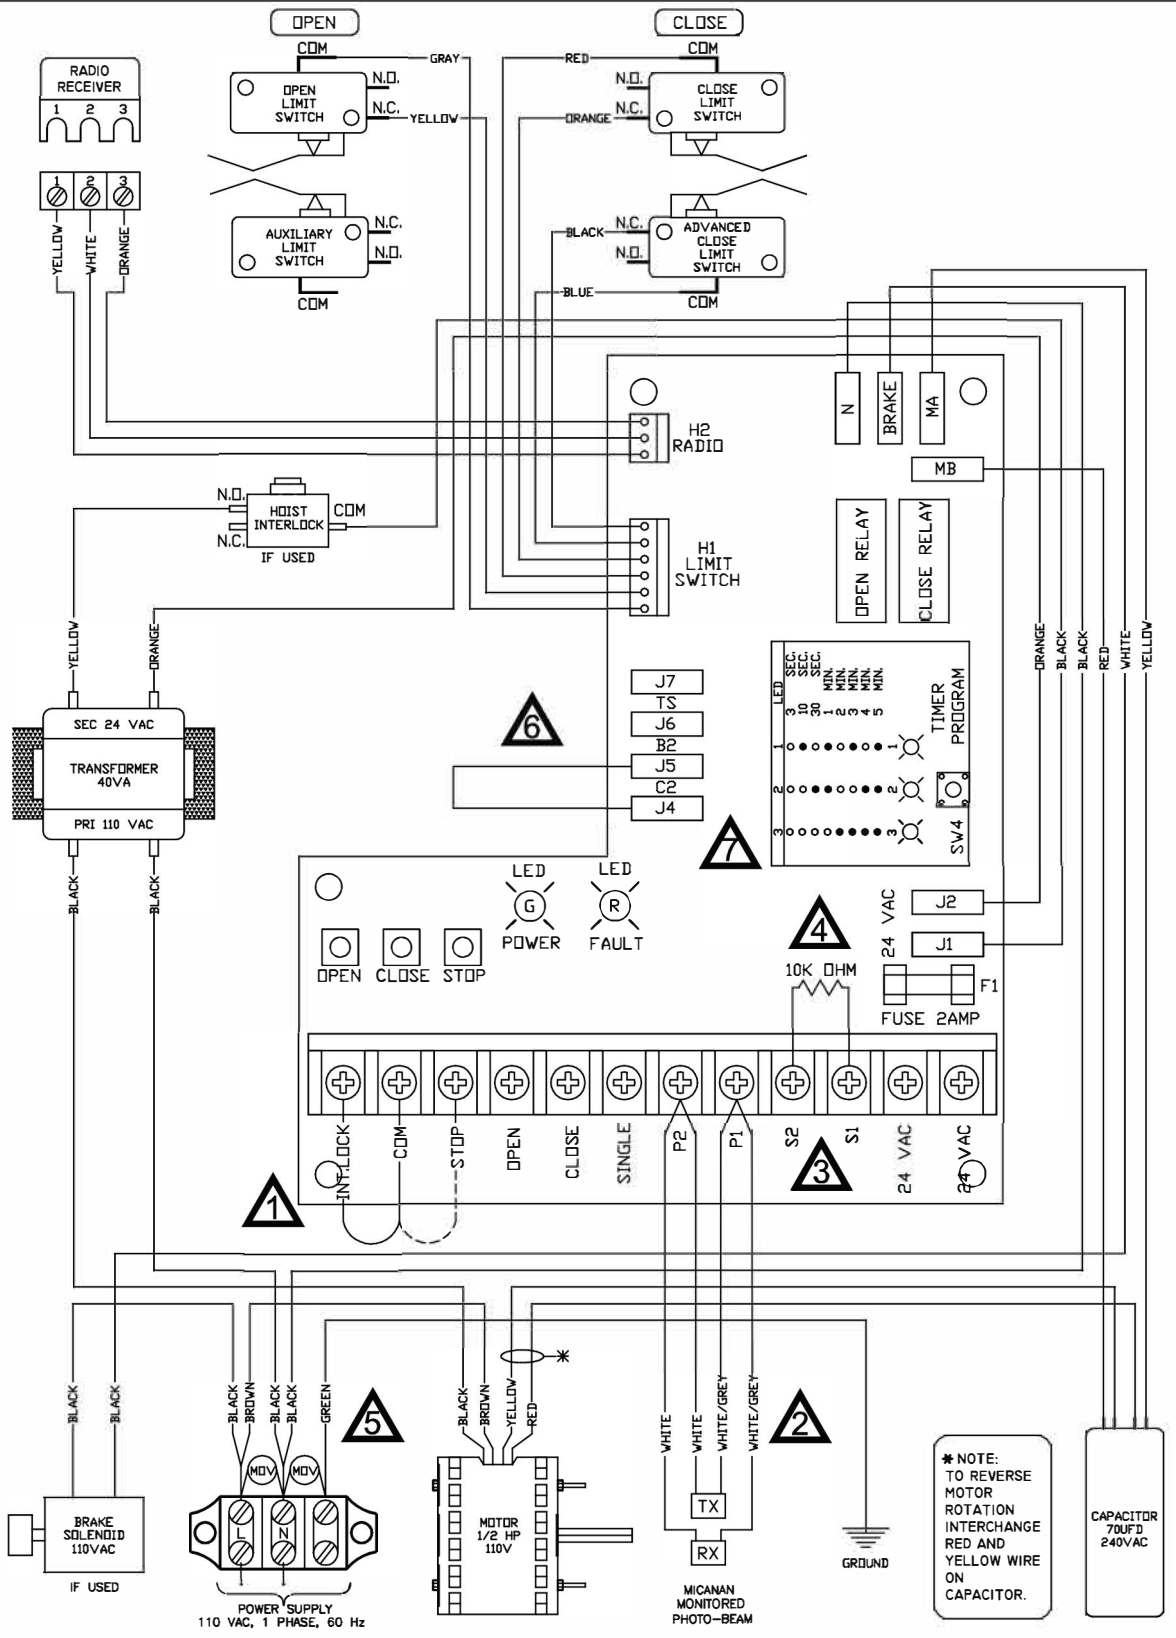 OPEN
CLOSE
COM
COM
GRAY
RED
RADIO
RECEIVER
1 2 3
OPEN
LIMIT
SWITCH
N.O.
N.C.
YELLOW
N.O.
N.C.
ORANGE
CLOSE
LIMIT
SWITCH
1 2 3
YELLOW
WHITE
ORANGE
AUXILIARY
LIMIT
SWITCH
N.C.
N.O.
COM
BLACK
N.C.
N.O.
ADVANCED
CLOSE
LIMIT
SWITCH
BLUE
COM
N
BRAKE
MA
MB
H2
RADIO
N.O.
N.C.
HOIST
INTERLOCK
COM
IF USED
H1
LIMIT
SWITCH
OPEN RELAY
CLOSE RELAY
YELLOW
ORANGE
ORANGE
BLACK
BLACK
RED
WHITE
YELLOW
SEC 24 VAC
TRANSFORMER
40VA
PRI 110 VAC
BLACK
BLACK
6
J7
TS
J6
B2
J5
C2
J4
LED
3 SEC.
10 SEC.
30 SEC.
1 MIN.
2 MIN.
3 MIN.
4 MIN.
5 MIN.
1 1
2 2
3 3
TIMER
PROGRAM
SW4
7
LED
G
POWER
LED
R
FAULT
OPEN
CLOSE
STOP
4
10K OHM
24 VAC
J2
J1
F1
FUSE 2AMP
INT.LOCK
COM
STOP
OPEN
CLOSE
SINGLE
P2
P1
S2
S1
24 VAC
24 VAC
1
3
BLACK
BLACK
BLACK
BROWN
BLACK
BLACK
GREEN
5
BLACK
BROWN
YELLOW
RED
*
WHITE
WHITE
WHITE/GREY
WHITE/GREY
2
MOV
MOV
L
N
BRAKE
SOLENOID
110VAC
IF USED
POWER SUPPLY
110 VAC, 1 PHASE, 60 Hz
MOTOR
1/2 HP
110V
TX
RX
MICANAN
MONITORED
PHOTO-BEAM
GROUND
* NOTE:
TO REVERSE
MOTOR
ROTATION
INTERCHANGE
RED AND
YELLOW WIRE
ON
CAPACITOR.
CAPACITOR
70UFD
240VAC